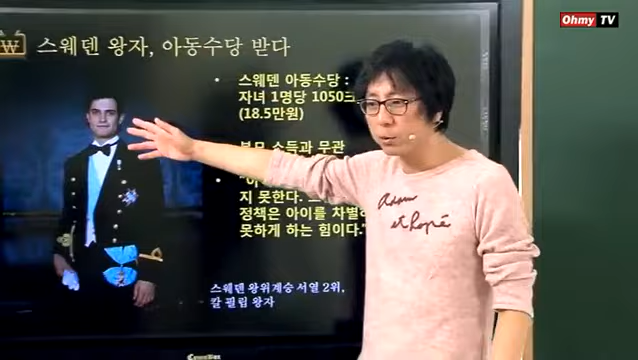 Ohmy TV
W
스웨덴 왕자, 아동수당 받다
• 스웨덴 아동수당 :
자녀 1명당 1050크
(18.5만원)
부모 소득과 무관
지 못한다.
정책은 아이를 차별
못하게 하는 힘이다."
스웨덴 왕위계승 서열 2위,
칼 필립 왕자
et